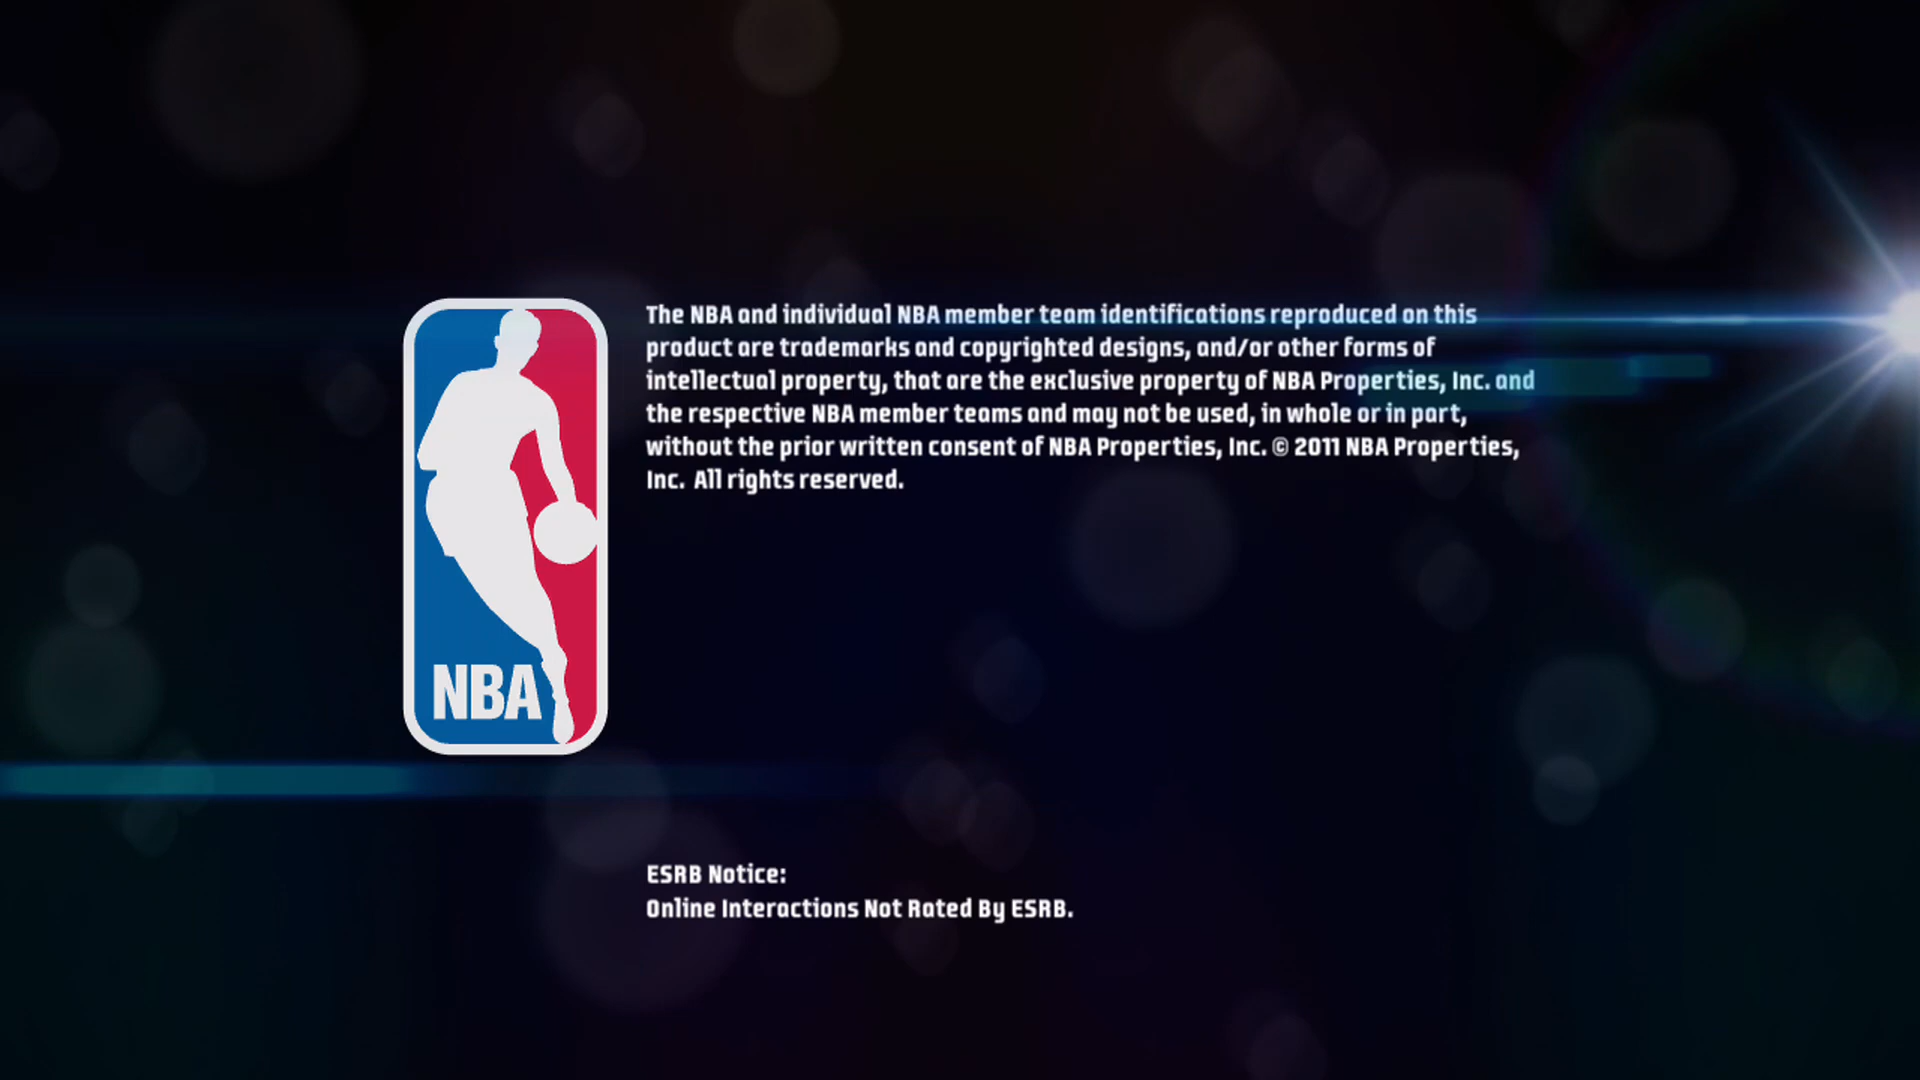 NBA
The NBA and individual NBA member team identifications reproduced on this
product are trademarks and copyrighted designs, and/or other forms of
intellectual property, that are the exclusive property of NBA Properties, Inc. and
the respective NBA member teams and may not be used, in whole or in part,
without the prior written consent of NBA Properties, Inc. © 2011 NBA Properties,
Inc. All rights reserved.
ESRB Notice:
Online Interactions Not Rated By ESRB.